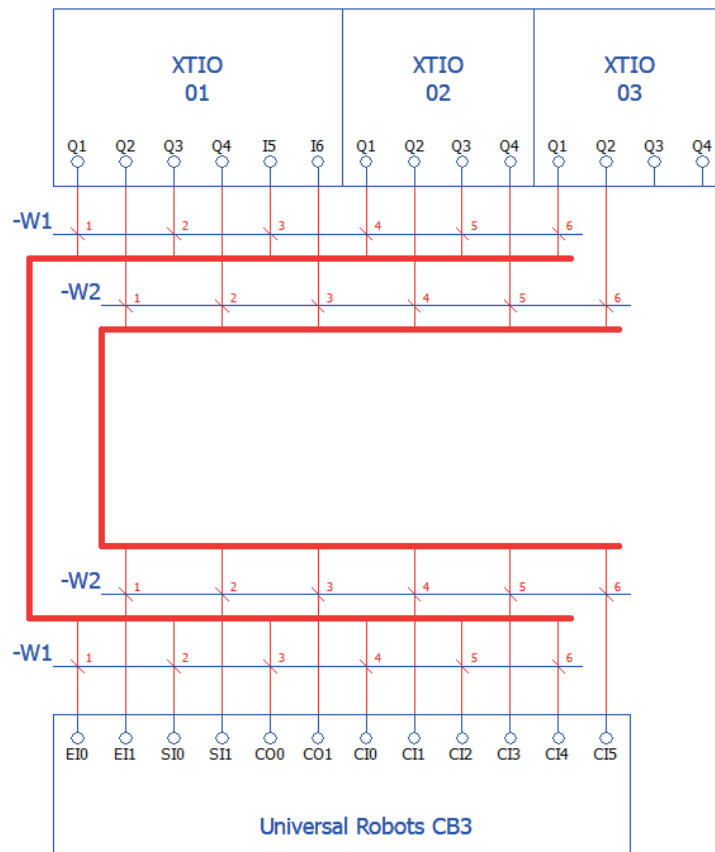 XTIO XTIO XTIO
01 02 03
Q1 Q2 Q3 Q4 I5 I6 Q1 Q2 Q3 Q4 Q1 Q2 Q3 Q4
-W1 1 2 3 4 5 6
-W2 1 2 3 4 5 6
-W2 1 2 3 4 5 6
-W1 1 2 3 4 5 6
EI0 EI1 SI0 SI1 CO0 CO1 CI0 CI1 CI2 CI3 CI4 CI5
Universal Robots CB3